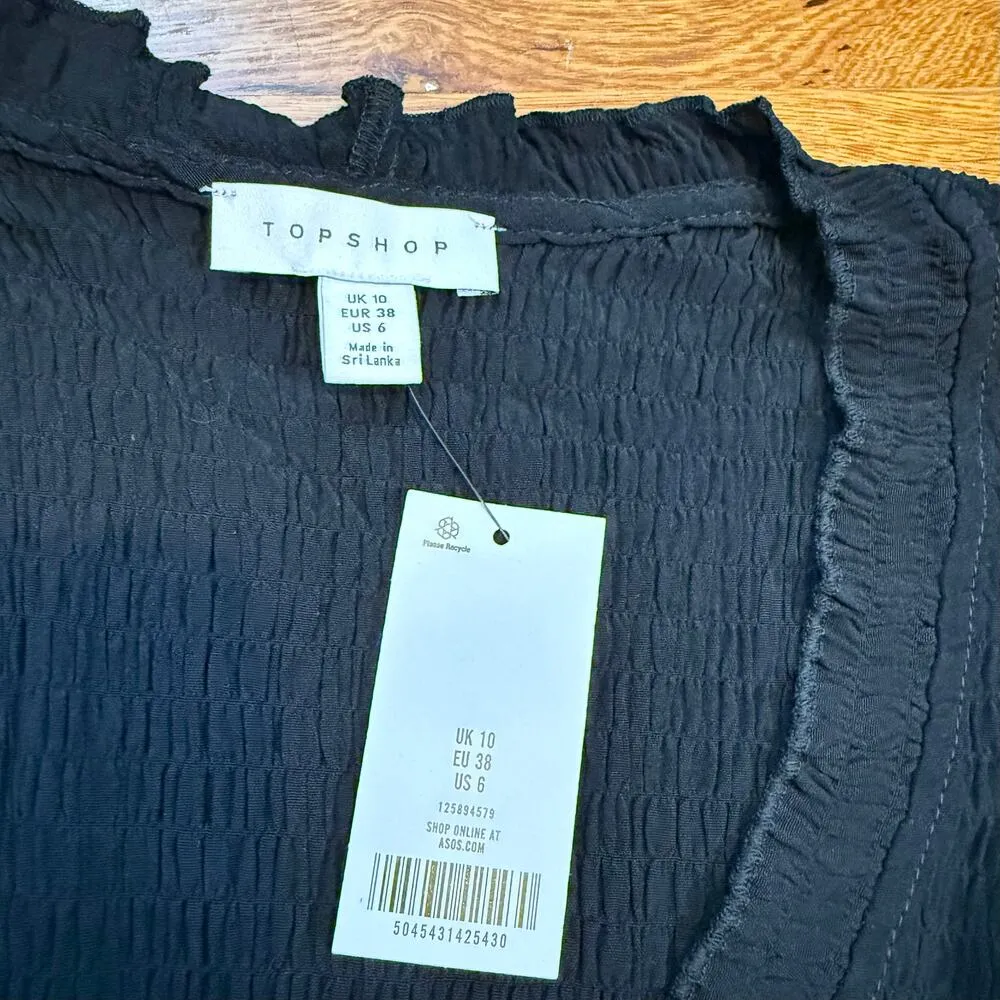 TOPSHOP
UK 10
EUR 38
US 6
Made in
Sri Lanka
Please Recycle
UK 10
EU 38
US 6
125894579
SHOP ONLINE AT
ASOS.COM
5045431425430